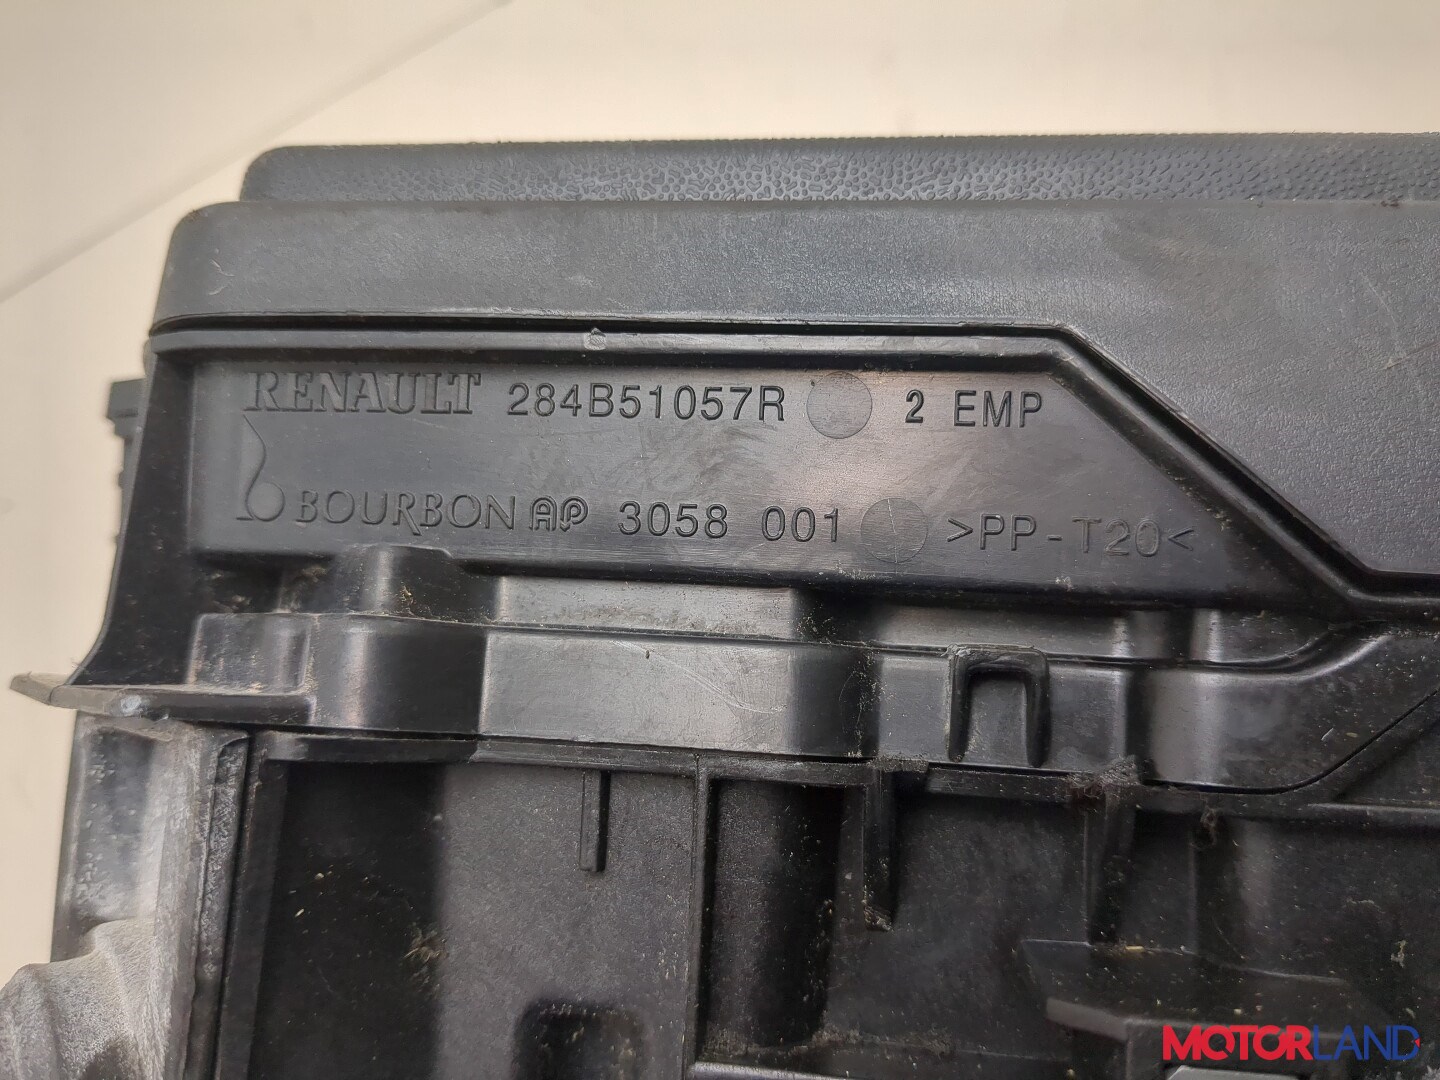 RENAULT 284B51057R 2 EMP
BOURBON AP 3058 001 >PP-T20<
MOTORLAND